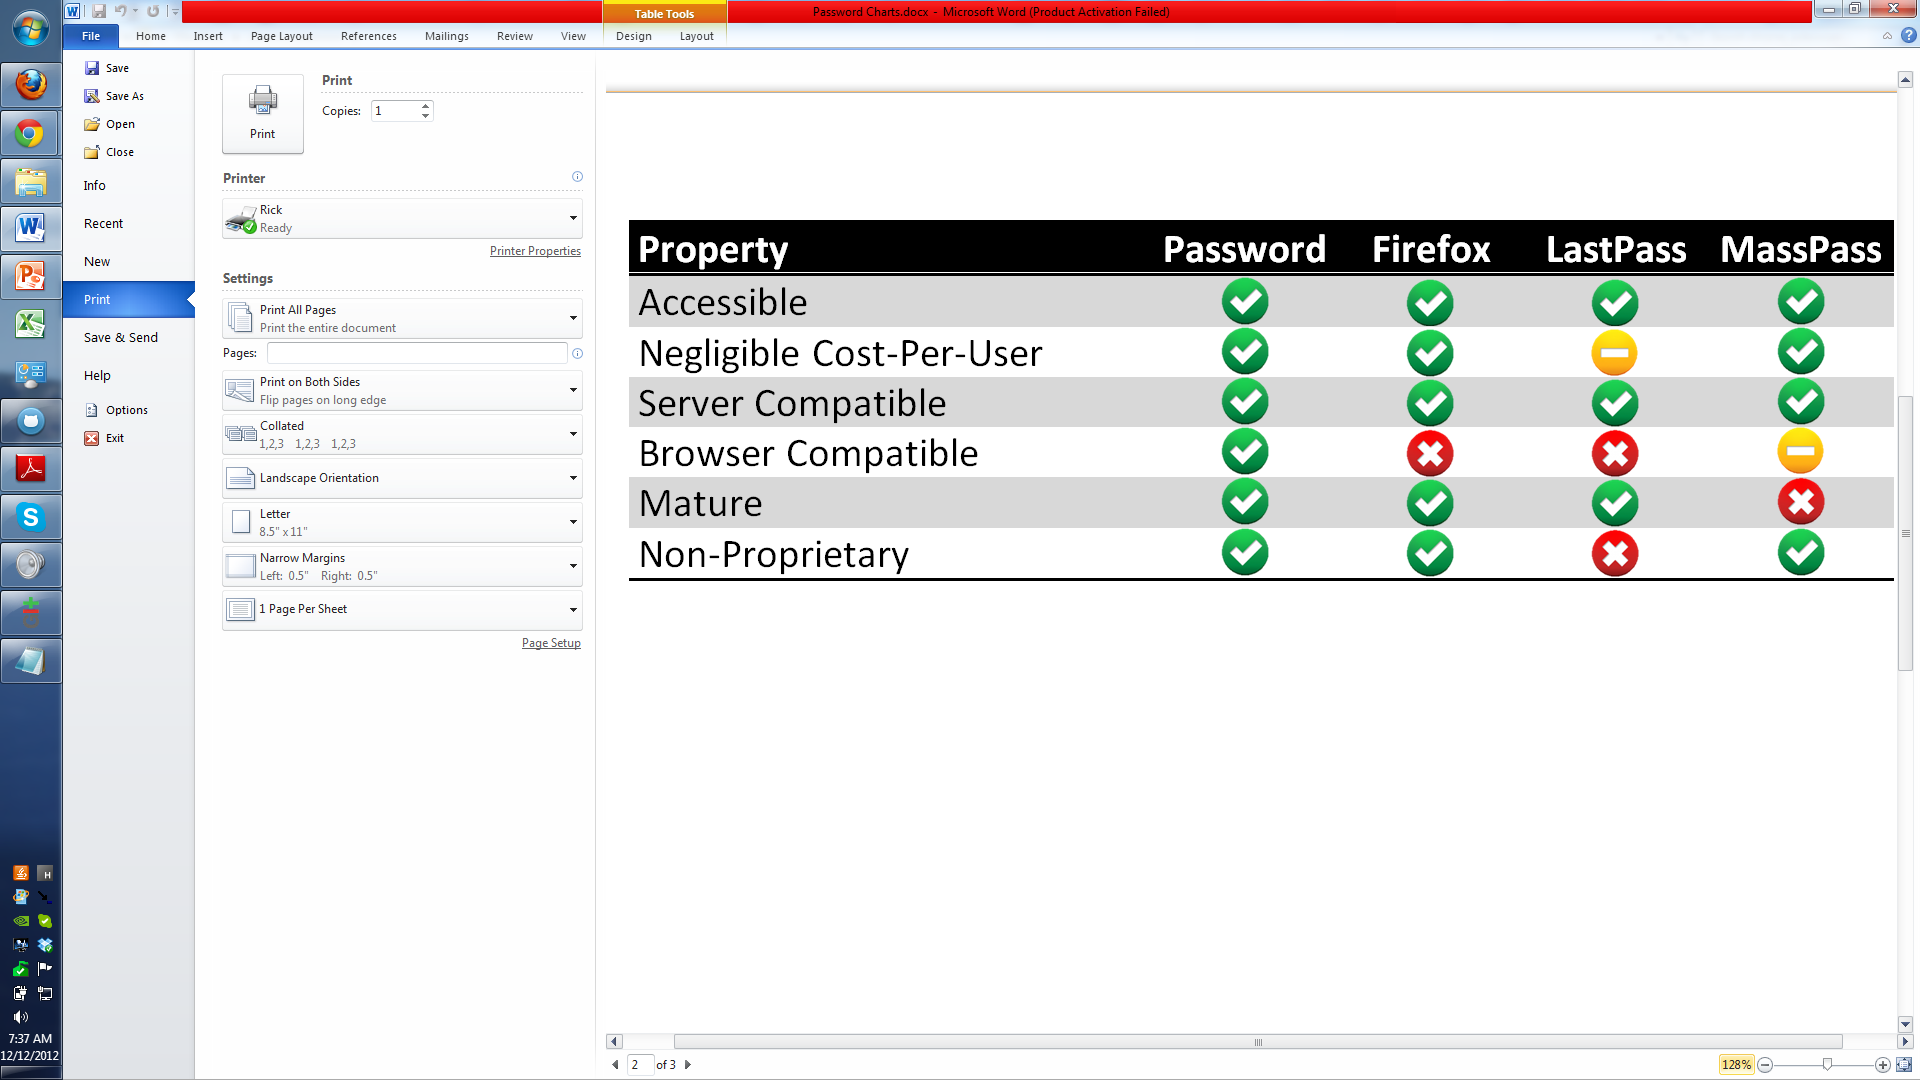 Table Tools
Password Charts.docx - Microsoft Word (Product Activation Failed)
File Home Insert Page Layout References Mailings Review View Design Layout
Save
Save As
Open
Close
Info
Recent
New
Print
Save & Send
Help
Options
Exit
Print
Print
Copies: 1
Printer
Rick
Ready
Printer Properties
Settings
Print All Pages
Print the entire document
Pages:
Print on Both Sides
Flip pages on long edge
Collated
1,2,3 1,2,3 1,2,3
Landscape Orientation
Letter
8.5" x 11"
Narrow Margins
Left: 0.5" Right: 0.5"
1 Page Per Sheet
Page Setup
Property Password Firefox LastPass MassPass
Accessible
Negligible Cost-Per-User
Server Compatible
Browser Compatible
Mature
Non-Proprietary
2 of 3
128%
7:37 AM
12/12/2012